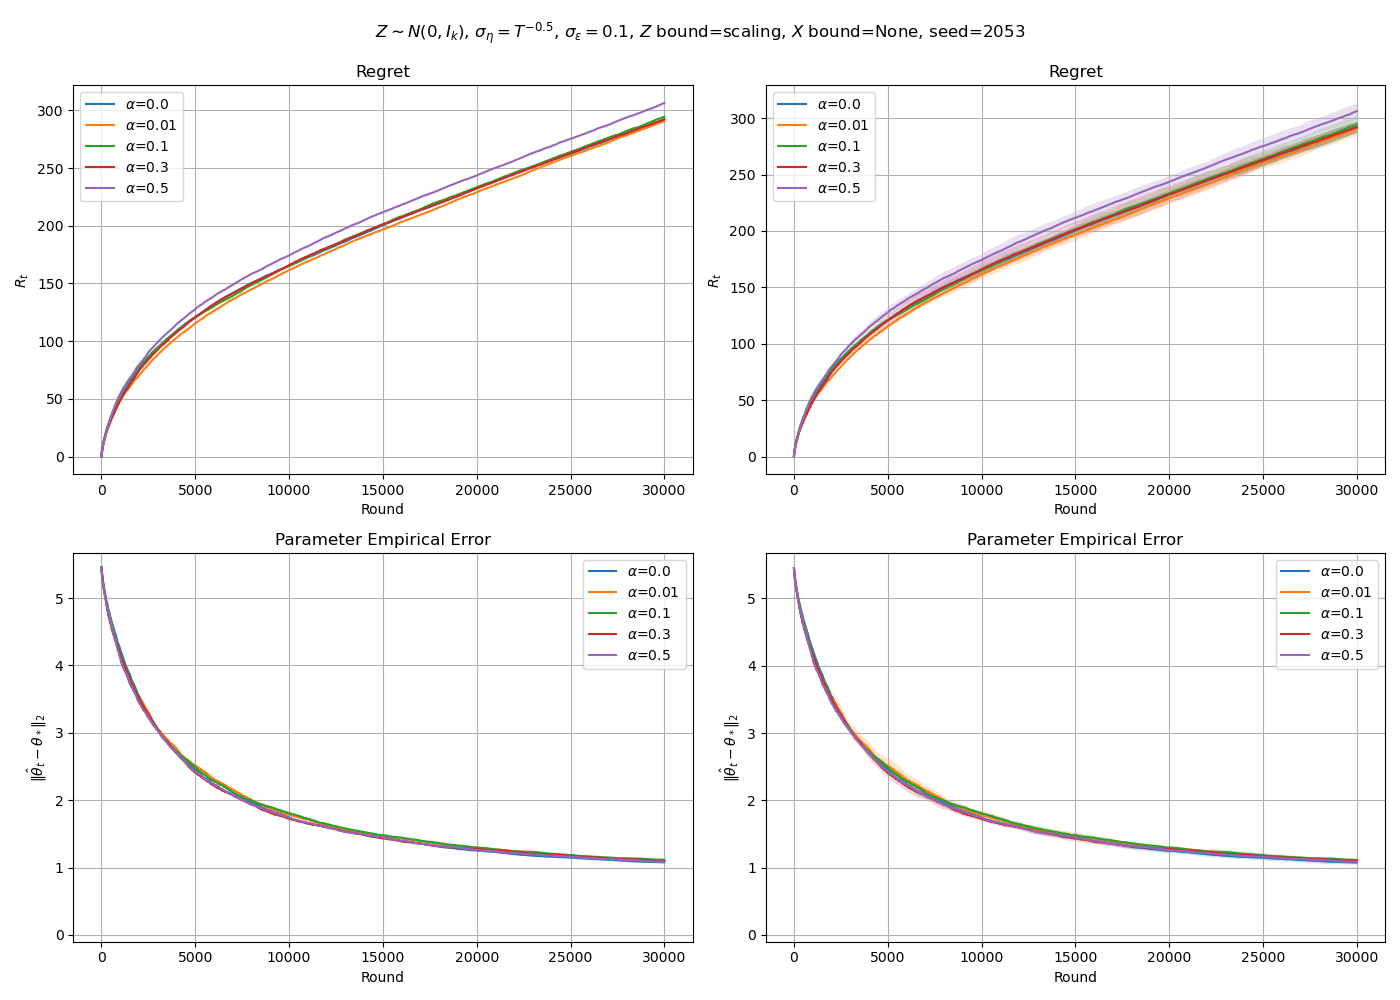 Z ∼ N(0, I_k), σ_η = T^{−0.5}, σ_ε = 0.1, Z bound=scaling, X bound=None, seed=2053
Regret
R_t
300
250
200
150
100
50
0
α=0.0
α=0.01
α=0.1
α=0.3
α=0.5
0 5000 10000 15000 20000 25000 30000
Round
Regret
R_t
300
250
200
150
100
50
0
α=0.0
α=0.01
α=0.1
α=0.3
α=0.5
0 5000 10000 15000 20000 25000 30000
Round
Parameter Empirical Error
‖θ̂_t − θ_*‖_2
5
4
3
2
1
0
α=0.0
α=0.01
α=0.1
α=0.3
α=0.5
0 5000 10000 15000 20000 25000 30000
Round
Parameter Empirical Error
‖θ̂_t − θ_*‖_2
5
4
3
2
1
0
α=0.0
α=0.01
α=0.1
α=0.3
α=0.5
0 5000 10000 15000 20000 25000 30000
Round